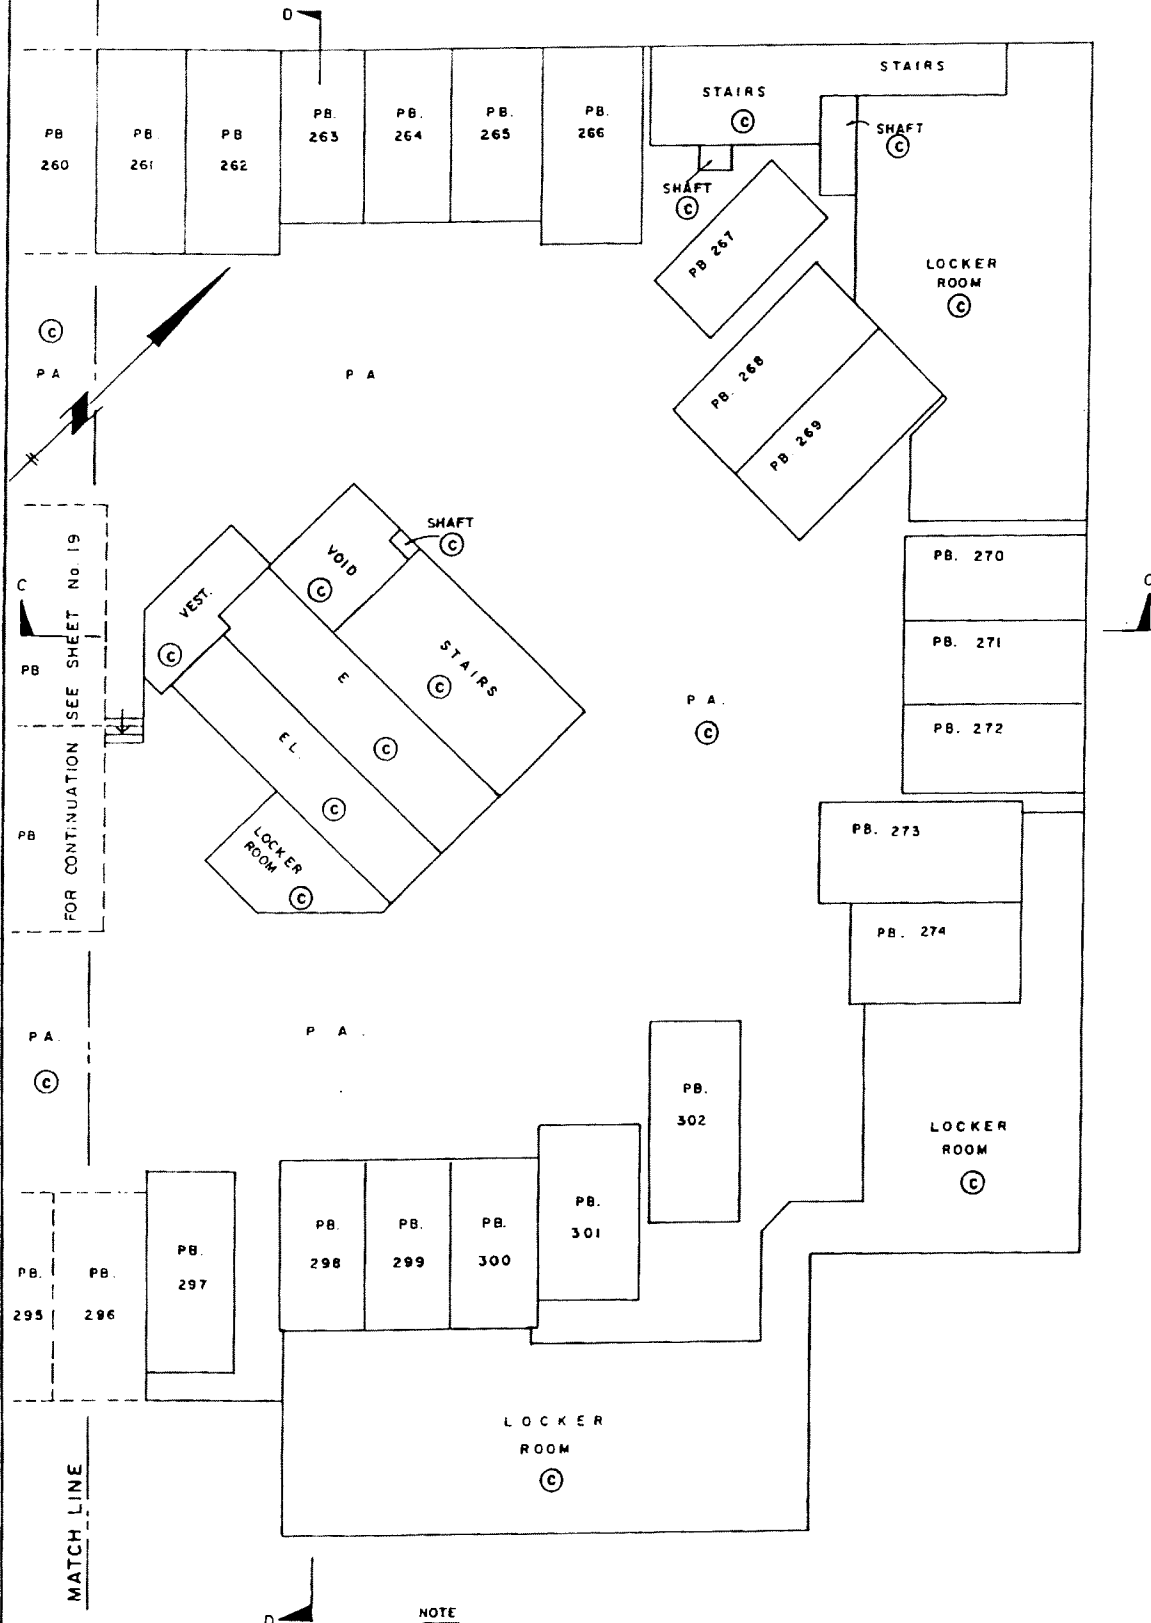 D
STAIRS
STAIRS
C
SHAFT
C
PB
260
PB
261
PB
262
PB.
263
PB.
264
PB.
265
PB.
266
SHAFT
C
PB 267
LOCKER
ROOM
C
C
P A
P A
PB. 268
PB. 269
SHAFT
C
VOID
C
VEST.
C
STAIRS
C
E
C
E L.
C
LOCKER
ROOM
C
PB. 270
PB. 271
PB. 272
C
C
PB
PB
FOR CONTINUATION SEE SHEET No. 19
P A.
C
PB. 273
PB. 274
P A.
C
P A.
PB.
302
LOCKER
ROOM
C
PB.
295
PB.
296
PB.
297
PB.
298
PB.
299
PB.
300
PB.
301
LOCKER
ROOM
C
MATCH LINE
D
NOTE